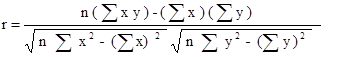 r = n ( ∑ x y ) - ( ∑ x ) ( ∑ y ) / √ n ∑ x² - (∑x) ² √ n ∑ y² - (∑y) ²